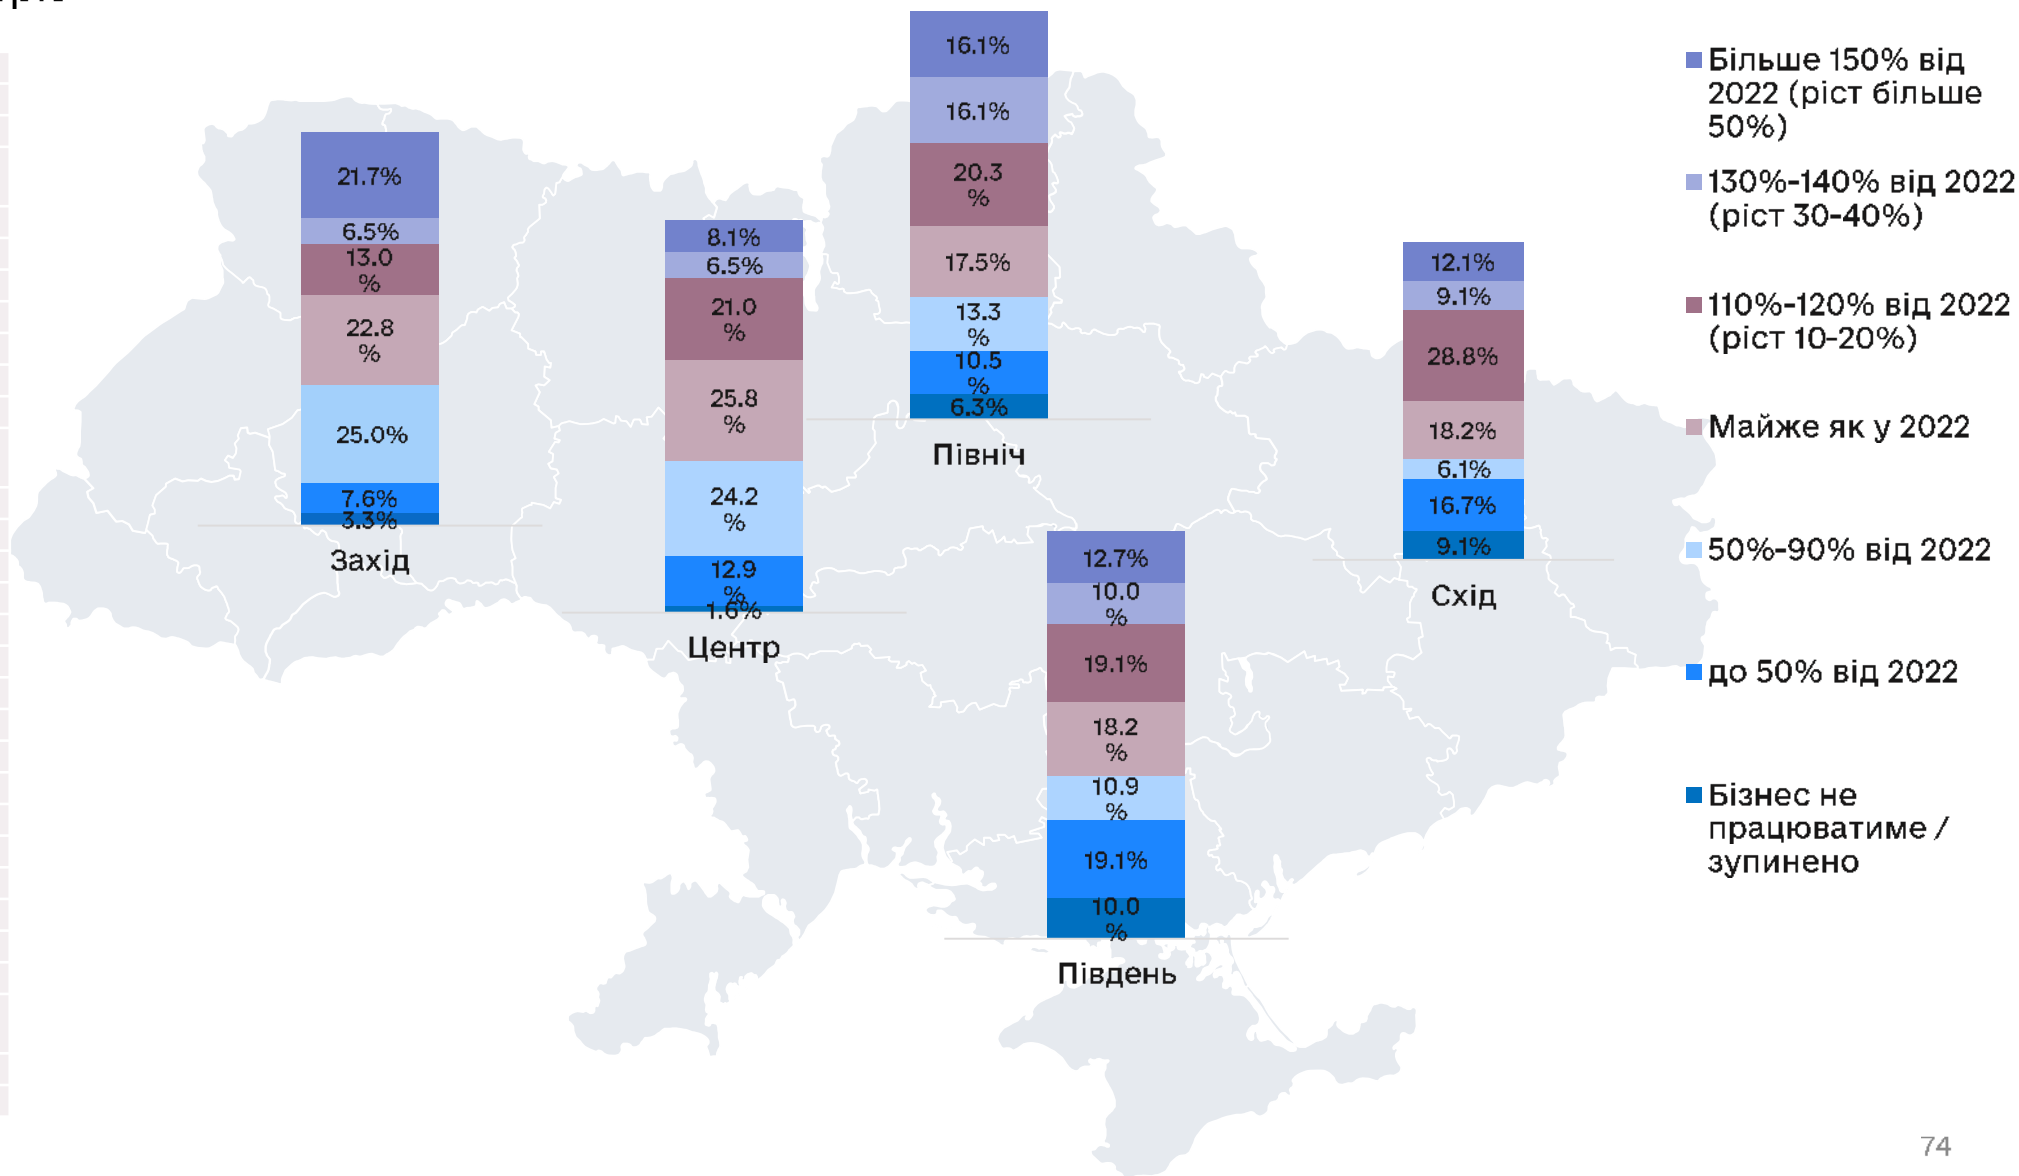 21.7%
6.5%
13.0
%
22.8
%
25.0%
7.6%
3.3%
Захід
8.1%
6.5%
21.0
%
25.8
%
24.2
%
12.9
%
1.6%
Центр
16.1%
16.1%
20.3
%
17.5%
13.3
%
10.5
%
6.3%
Північ
12.7%
10.0
%
19.1%
18.2
%
10.9
%
19.1%
10.0
%
Південь
12.1%
9.1%
28.8%
18.2%
6.1%
16.7%
9.1%
Схід
Більше 150% від
2022 (ріст більше
50%)
130%-140% від 2022
(ріст 30-40%)
110%-120% від 2022
(ріст 10-20%)
Майже як у 2022
50%-90% від 2022
до 50% від 2022
Бізнес не
працюватиме /
зупинено
74